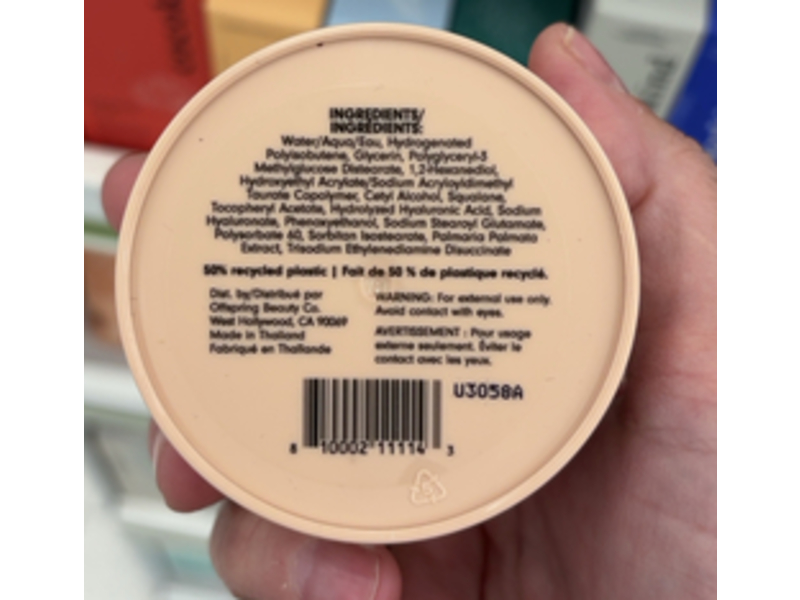 INGREDIENTS/
INGRÉDIENTS:
Water/Aqua/Eau, Hydrogenated
Polyisobutene, Glycerin, Polyglyceryl-3
Methylglucose Distearate, 1,2-Hexanediol,
Hydroxyethyl Acrylate/Sodium Acryloyldimethyl
Taurate Copolymer, Cetyl Alcohol, Squalane,
Tocopheryl Acetate, Hydrolyzed Hyaluronic Acid, Sodium
Hyaluronate, Phenoxyethanol, Sodium Stearoyl Glutamate,
Polysorbate 60, Sorbitan Isostearate, Palmaria Palmata
Extract, Trisodium Ethylenediamine Disuccinate
50% recycled plastic | Fait de 50 % de plastique recyclé.
Dist. by/Distribué par
Offspring Beauty Co.
West Hollywood, CA 90069
Made in Thailand
Fabriqué en Thaïlande
WARNING: For external use only.
Avoid contact with eyes.
AVERTISSEMENT : Pour usage
externe seulement. Éviter le
contact avec les yeux.
U3058A
8 10002 11114 3